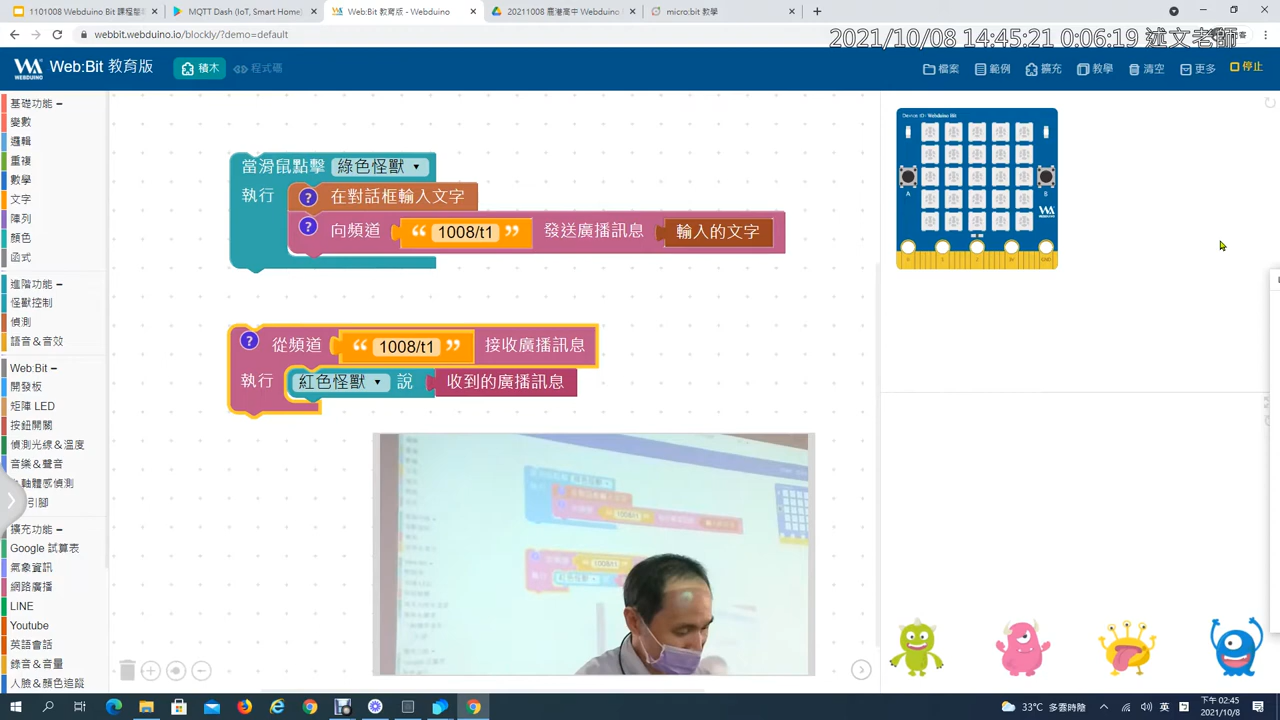 1101008 Webduino Bit 課程
MQTT Dash (IoT, Smart Home)
Web:Bit 教育版 - Webduino
20211008 鹿港高中 Webduino
micro:bit 教學
webbit.webduino.io/blockly/?demo=default
2021/10/08 14:45:21 0:06:19 述文老師
WEBDUINO
Web:Bit 教育版
積木
程式碼
檔案
範例
擴充
教學
清空
更多
停止
基礎功能
變數
邏輯
重複
數學
文字
陣列
顏色
函式
進階功能
怪獸控制
偵測
語音＆音效
Web:Bit
開發板
矩陣 LED
按鈕開關
偵測光線＆溫度
音樂＆聲音
軸體感偵測
引腳
擴充功能
Google 試算表
氣象資訊
網路廣播
LINE
Youtube
英語會話
錄音＆音量
人臉＆顏色追蹤
當滑鼠點擊 綠色怪獸
執行 ? 在對話框輸入文字
? 向頻道 “ 1008/t1 ” 發送廣播訊息 輸入的文字
? 從頻道 “ 1008/t1 ” 接收廣播訊息
執行 紅色怪獸 說 收到的廣播訊息
A
B
33°C 多雲時陰
英
下午 02:45
2021/10/8